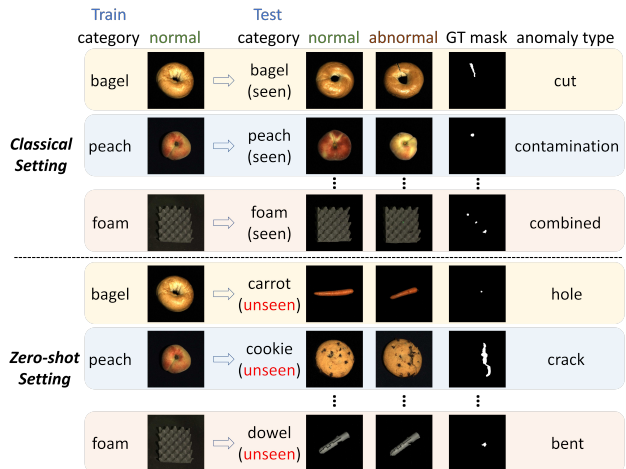 Train
Test
category normal category normal abnormal GT mask anomaly type
bagel bagel
(seen) cut
Classical
Setting
peach peach
(seen) contamination
foam foam
(seen) combined
bagel carrot
(unseen) hole
Zero-shot
Setting
peach cookie
(unseen) crack
foam dowel
(unseen) bent